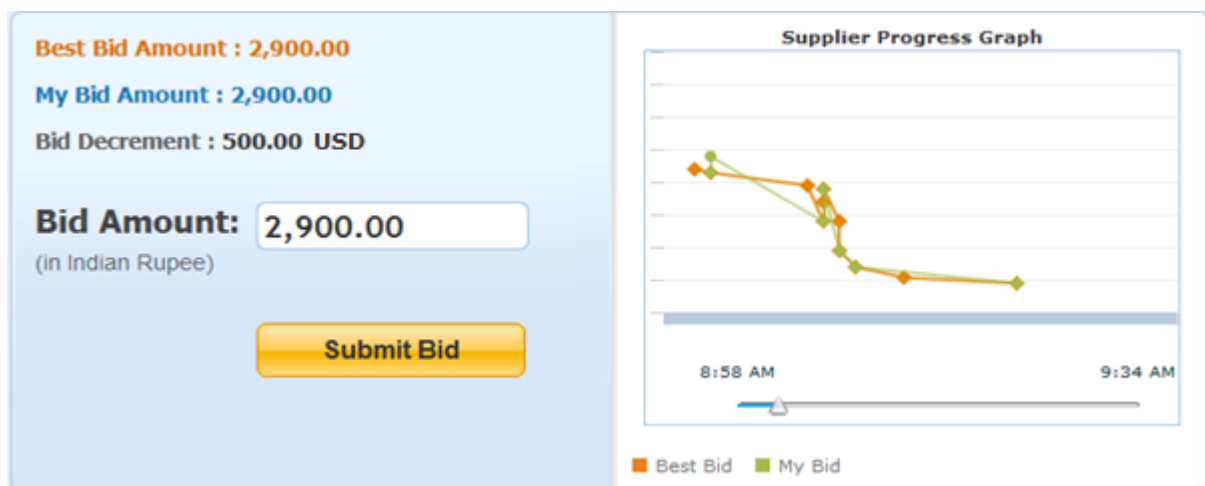 Best Bid Amount : 2,900.00
My Bid Amount : 2,900.00
Bid Decrement : 500.00 USD
Bid Amount: 2,900.00
(in Indian Rupee)
Submit Bid
Supplier Progress Graph
8:58 AM 9:34 AM
Best Bid My Bid